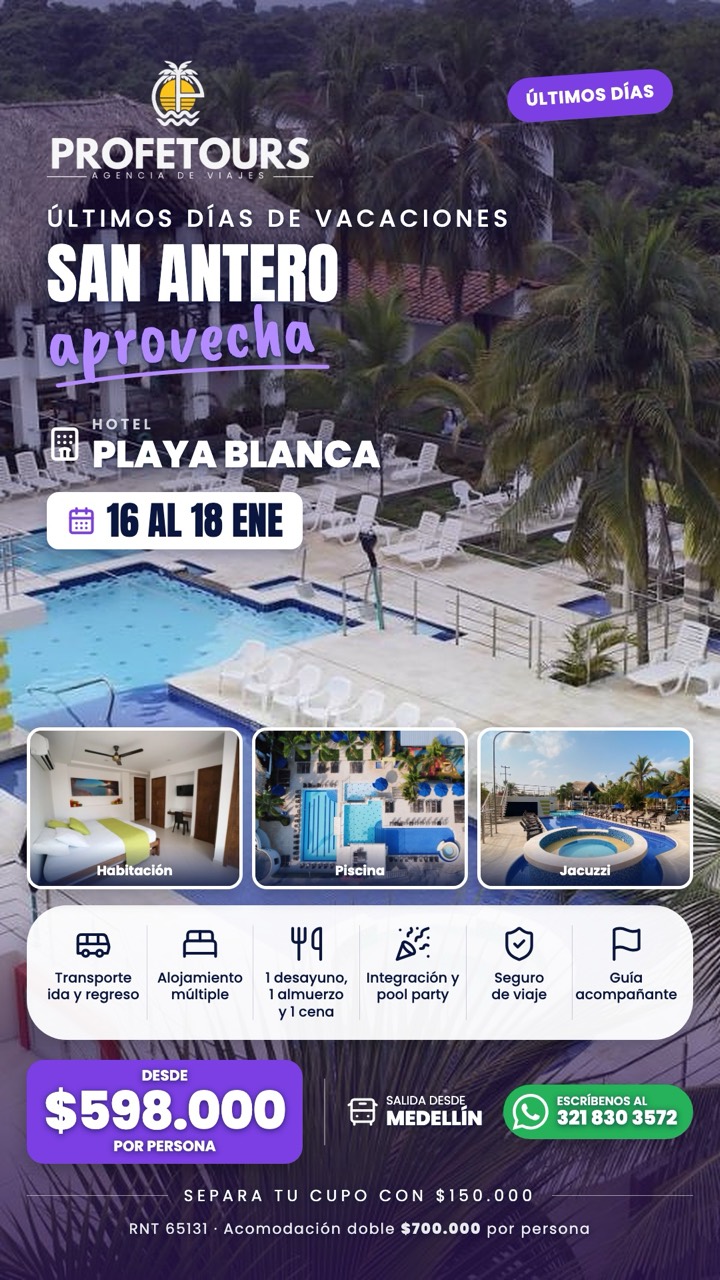 PROFETOURS
AGENCIA DE VIAJES
ÚLTIMOS DÍAS
ÚLTIMOS DÍAS DE VACACIONES
SAN ANTERO
aprovecha
HOTEL
PLAYA BLANCA
16 AL 18 ENE
Habitación
Piscina
Jacuzzi
Transporte
ida y regreso
Alojamiento
múltiple
1 desayuno,
1 almuerzo
y 1 cena
Integración y
pool party
Seguro
de viaje
Guía
acompañante
DESDE
$598.000
POR PERSONA
SALIDA DESDE
MEDELLÍN
ESCRÍBENOS AL
321 830 3572
SEPARA TU CUPO CON $150.000
RNT 65131 · Acomodación doble $700.000 por persona